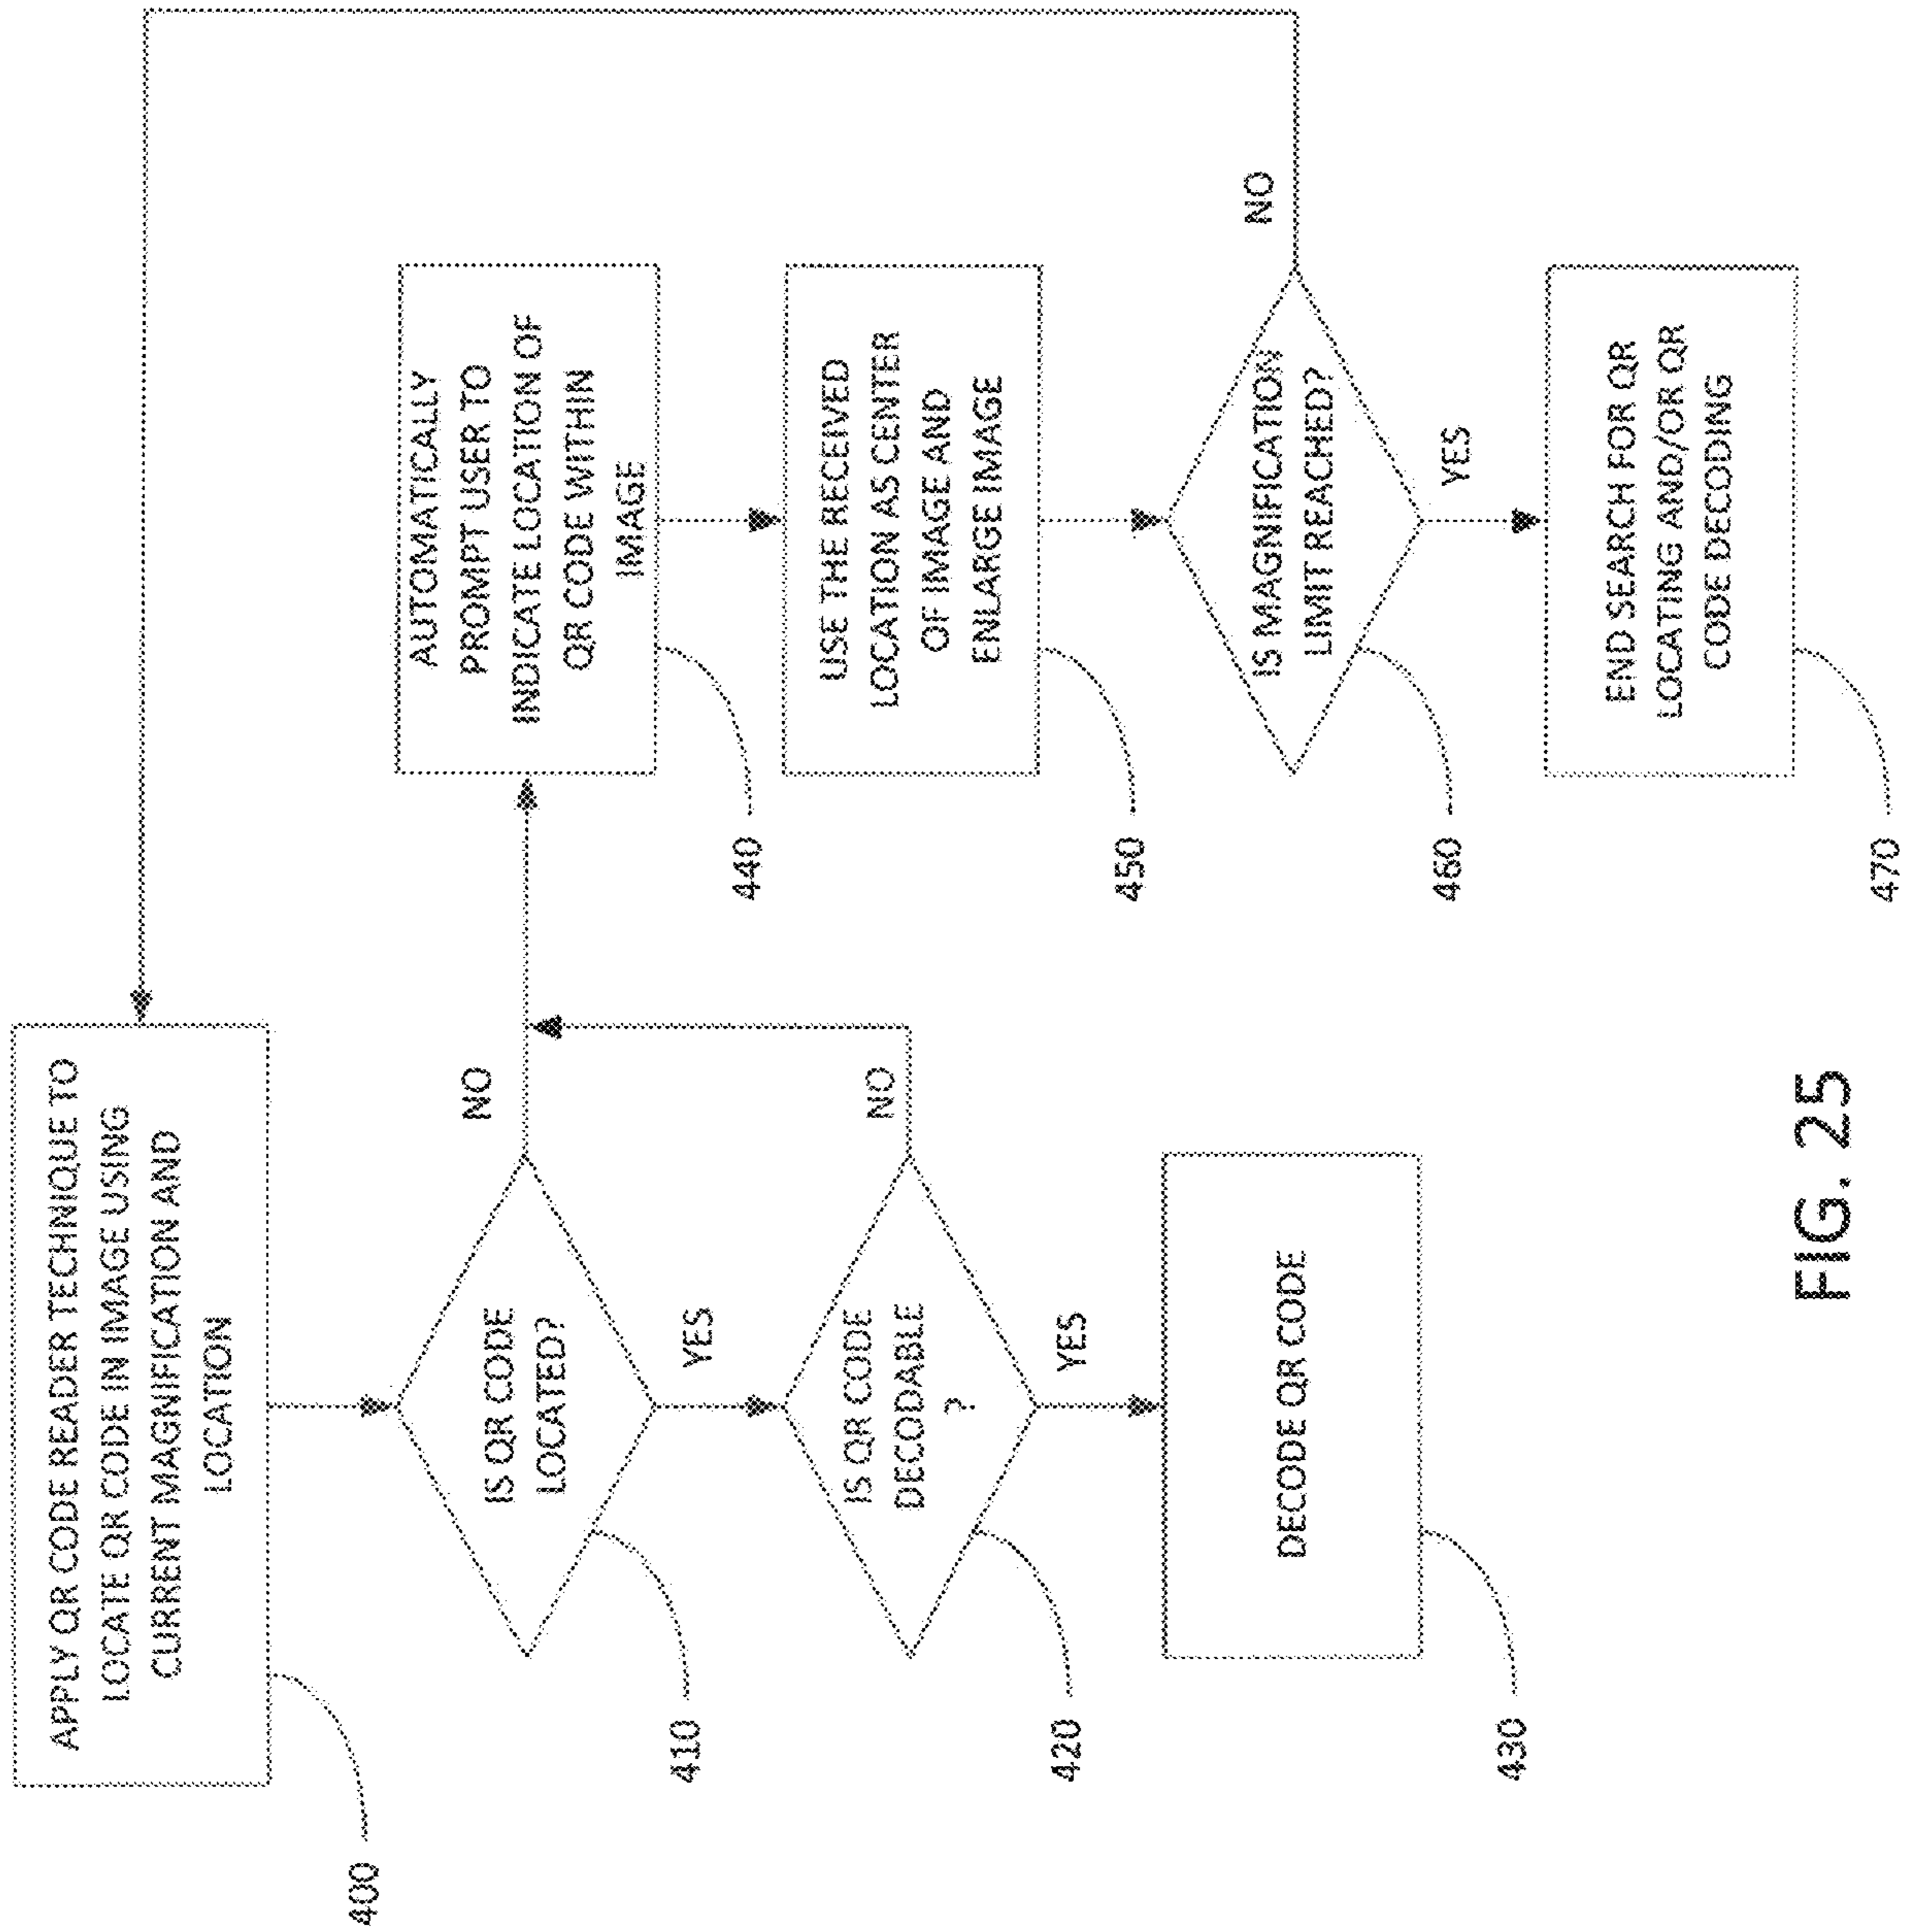 APPLY QR CODE READER TECHNIQUE TO
LOCATE QR CODE IN IMAGE USING
CURRENT MAGNIFICATION AND
LOCATION
400
IS QR CODE
LOCATED?
NO
YES
410
IS QR CODE
DECODABLE
?
NO
YES
420
DECODE QR CODE
430
AUTOMATICALLY
PROMPT USER TO
INDICATE LOCATION OF
QR CODE WITHIN
IMAGE
440
USE THE RECEIVED
LOCATION AS CENTER
OF IMAGE AND
ENLARGE IMAGE
450
IS MAGNIFICATION
LIMIT REACHED?
NO
YES
460
END SEARCH FOR QR
LOCATING AND/OR QR
CODE DECODING
470
FIG. 25